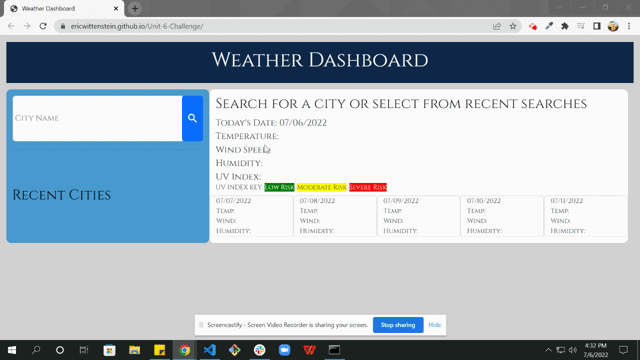 Weather Dashboard
ericwittenstein.github.io/Unit-6-Challenge/
Weather Dashboard
City Name
Recent Cities
Search for a city or select from recent searches
Today's Date: 07/06/2022
Temperature:
Wind Speed:
Humidity:
UV Index:
UV Index Key: Low Risk Moderate Risk Severe Risk
07/07/2022
Temp:
Wind:
Humidity:
07/08/2022
Temp:
Wind:
Humidity:
07/09/2022
Temp:
Wind:
Humidity:
07/10/2022
Temp:
Wind:
Humidity:
07/11/2022
Temp:
Wind:
Humidity:
Screencastify - Screen Video Recorder is sharing your screen.
Stop sharing
Hide
4:32 PM
7/6/2022